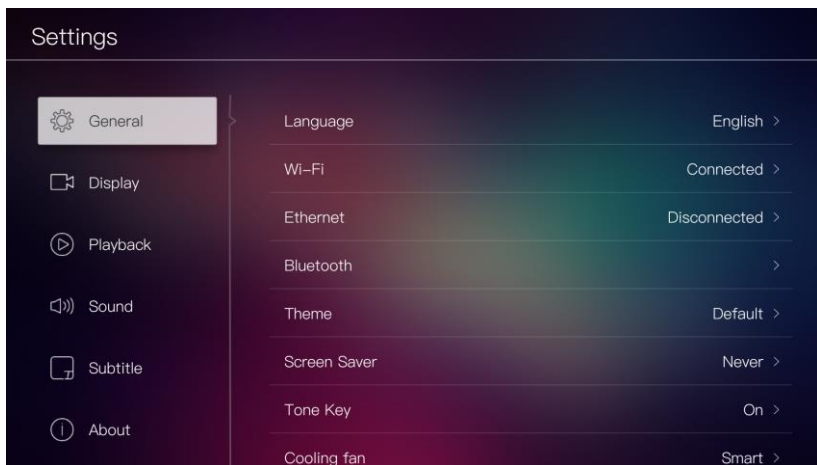 Settings
General
Display
Playback
Sound
Subtitle
About
Language English
Wi-Fi Connected
Ethernet Disconnected
Bluetooth
Theme Default
Screen Saver Never
Tone Key On
Cooling fan Smart